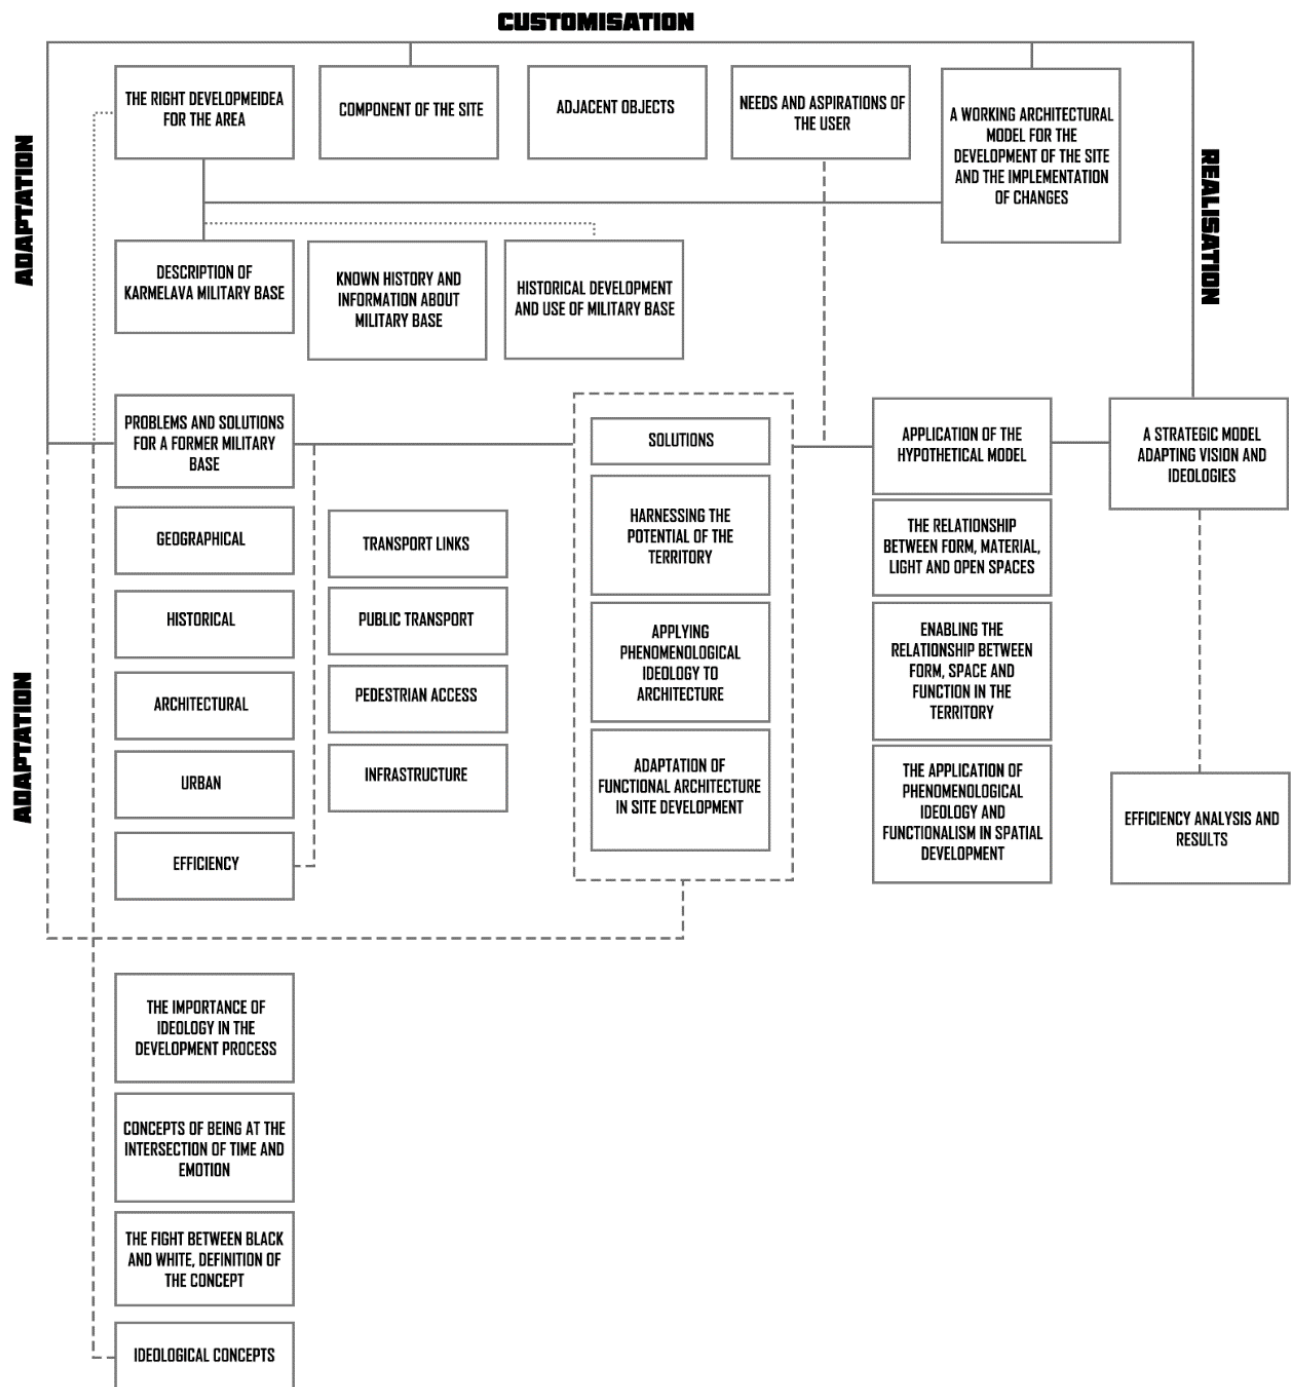 CUSTOMISATION
ADAPTATION
REALISATION
THE RIGHT DEVELOPMEIDEA
FOR THE AREA
COMPONENT OF THE SITE
ADJACENT OBJECTS
NEEDS AND ASPIRATIONS OF
THE USER
A WORKING ARCHITECTURAL
MODEL FOR THE
DEVELOPMENT OF THE SITE
AND THE IMPLEMENTATION
OF CHANGES
DESCRIPTION OF
KARMELAVA MILITARY BASE
KNOWN HISTORY AND
INFORMATION ABOUT
MILITARY BASE
HISTORICAL DEVELOPMENT
AND USE OF MILITARY BASE
PROBLEMS AND SOLUTIONS
FOR A FORMER MILITARY
BASE
GEOGRAPHICAL
HISTORICAL
ARCHITECTURAL
URBAN
EFFICIENCY
TRANSPORT LINKS
PUBLIC TRANSPORT
PEDESTRIAN ACCESS
INFRASTRUCTURE
SOLUTIONS
HARNESSING THE
POTENTIAL OF THE
TERRITORY
APPLYING
PHENOMENOLOGICAL
IDEOLOGY TO
ARCHITECTURE
ADAPTATION OF
FUNCTIONAL ARCHITECTURE
IN SITE DEVELOPMENT
APPLICATION OF THE
HYPOTHETICAL MODEL
THE RELATIONSHIP
BETWEEN FORM, MATERIAL,
LIGHT AND OPEN SPACES
ENABLING THE
RELATIONSHIP BETWEEN
FORM, SPACE AND
FUNCTION IN THE
TERRITORY
THE APPLICATION OF
PHENOMENOLOGICAL
IDEOLOGY AND
FUNCTIONALISM IN SPATIAL
DEVELOPMENT
A STRATEGIC MODEL
ADAPTING VISION AND
IDEOLOGIES
EFFICIENCY ANALYSIS AND
RESULTS
ADAPTATION
THE IMPORTANCE OF
IDEOLOGY IN THE
DEVELOPMENT PROCESS
CONCEPTS OF BEING AT THE
INTERSECTION OF TIME AND
EMOTION
THE FIGHT BETWEEN BLACK
AND WHITE, DEFINITION OF
THE CONCEPT
IDEOLOGICAL CONCEPTS